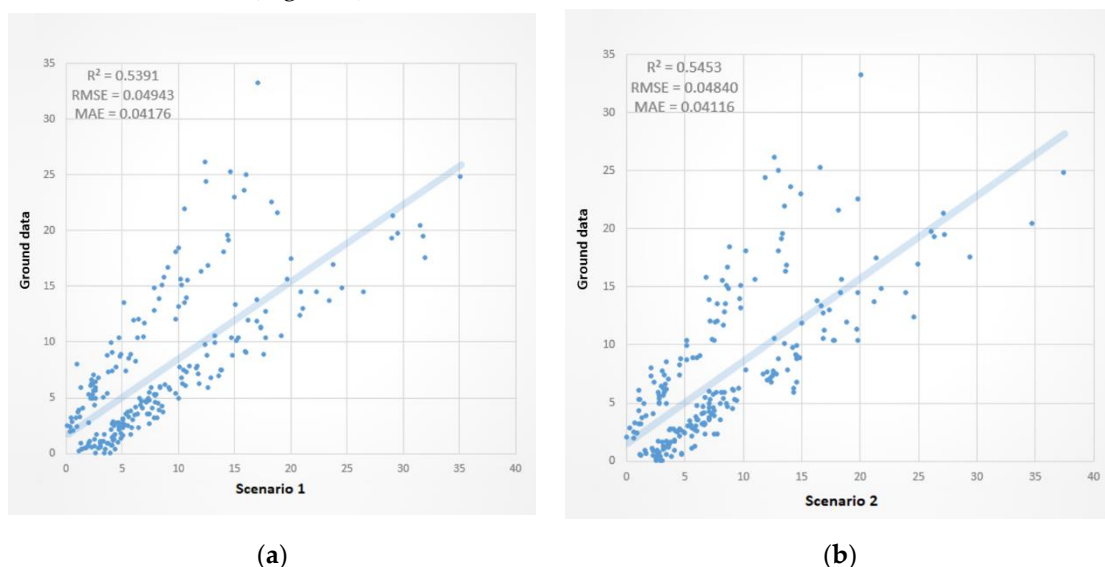 35
30
25
20
15
10
5
0
R² = 0.5391
RMSE = 0.04943
MAE = 0.04176
Ground data
0 5 10 15 20 25 30 35 40
Scenario 1
(a)
35
30
25
20
15
10
5
0
R² = 0.5453
RMSE = 0.04840
MAE = 0.04116
Ground data
0 5 10 15 20 25 30 35 40
Scenario 2
(b)